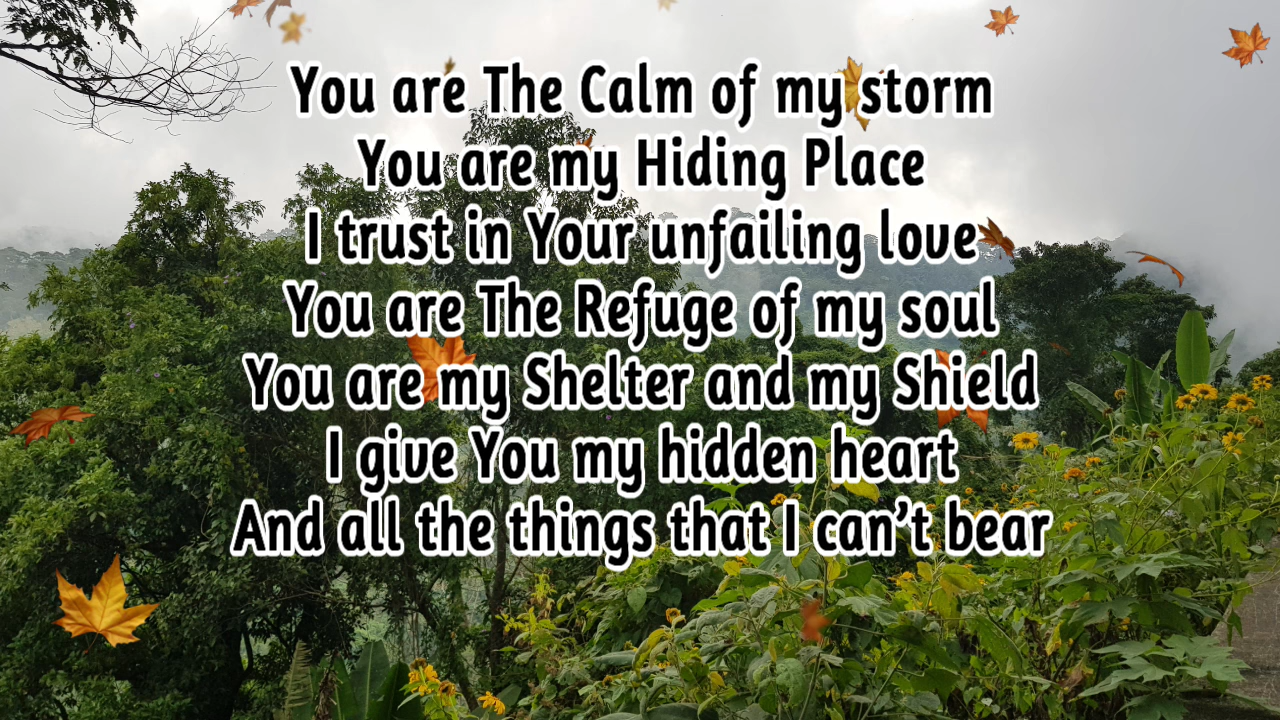 You are The Calm of my storm
You are my Hiding Place
I trust in Your unfailing love
You are The Refuge of my soul
You are my Shelter and my Shield
I give You my hidden heart
And all the things that I can’t bear